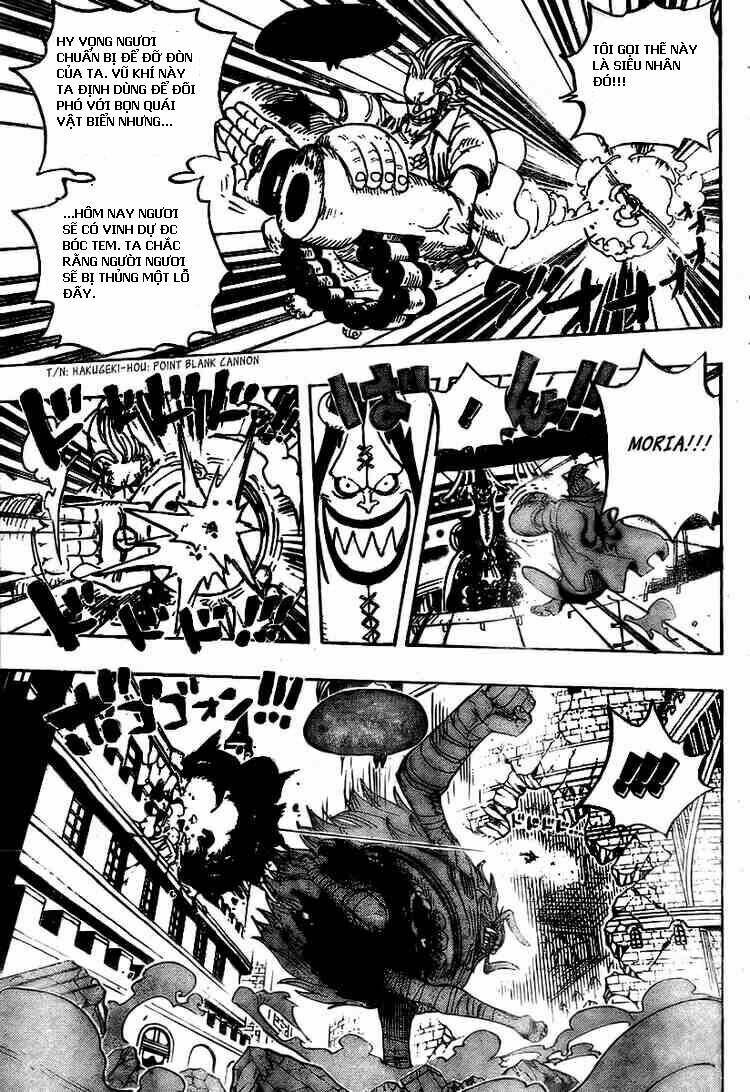 TÔI GỌI THẾ NÀY
LÀ SIÊU NHÂN
ĐÓ!!!
HY VỌNG NGƯƠI
CHUẨN BỊ ĐỂ ĐỠ ĐÒN
CỦA TA. VŨ KHÍ NÀY
TA ĐỊNH DÙNG ĐỂ ĐỐI
PHÓ VỚI BỌN QUÁI
VẬT BIỂN NHƯNG...
...HÔM NAY NGƯƠI
SẼ CÓ VINH DỰ ĐC
BÓC TEM. TA CHẮC
RẰNG NGƯỜI NGƯƠI
SẼ BỊ THỦNG MỘT LỖ
ĐẤY.
T/N: HAKUGEKI-HOU: POINT BLANK CANNON
MORIA!!!
!!!